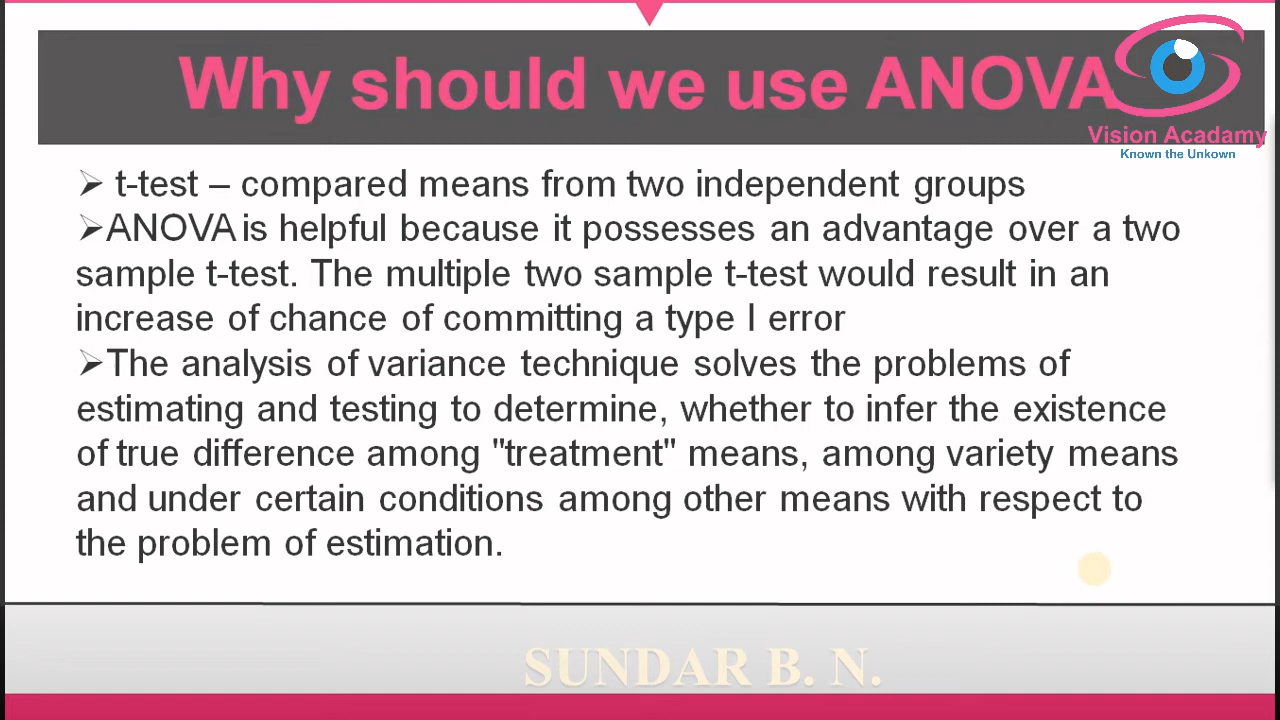 Why should we use ANOVA
Vision Acadamy
Known the Unkown
➢ t-test – compared means from two independent groups
➢ANOVA is helpful because it possesses an advantage over a two
sample t-test. The multiple two sample t-test would result in an
increase of chance of committing a type I error
➢The analysis of variance technique solves the problems of
estimating and testing to determine, whether to infer the existence
of true difference among "treatment" means, among variety means
and under certain conditions among other means with respect to
the problem of estimation.
SUNDAR B. N.